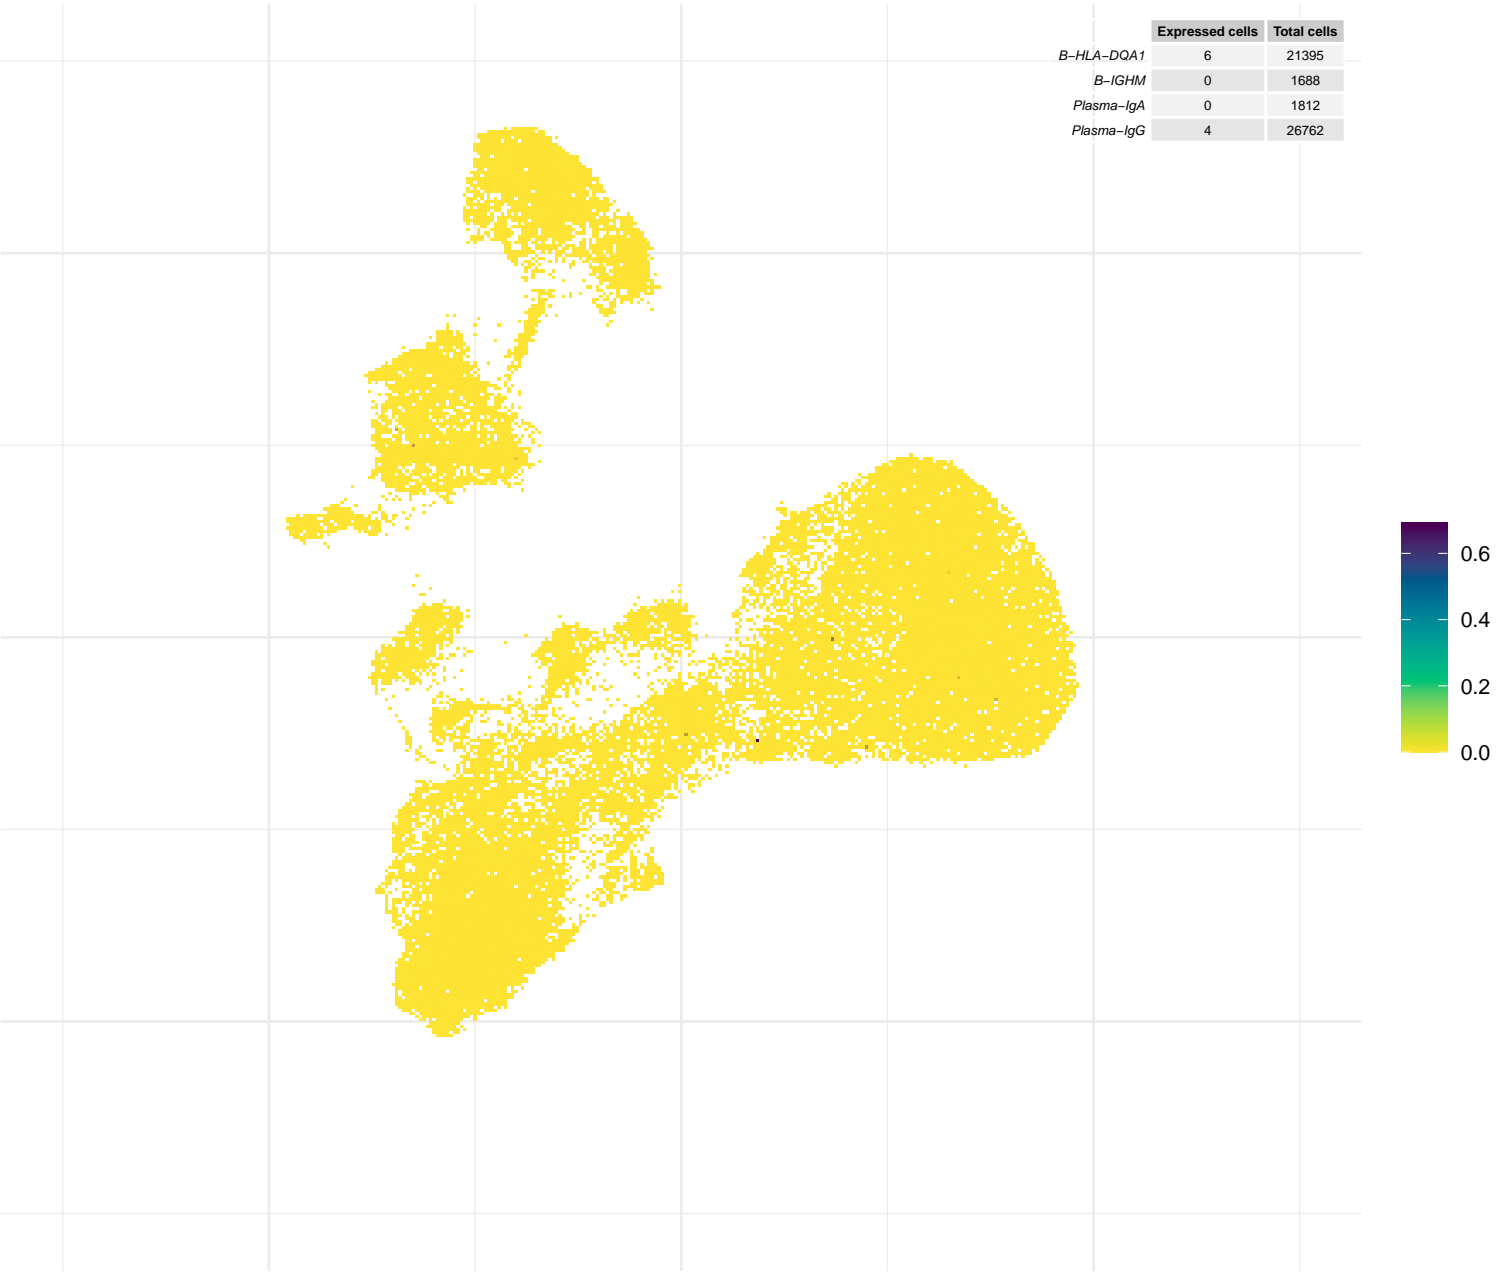 Expressed cells Total cells
B−HLA−DQA1 6 21395
B−IGHM 0 1688
Plasma−IgA 0 1812
Plasma−IgG 4 26762
0.6
0.4
0.2
0.0